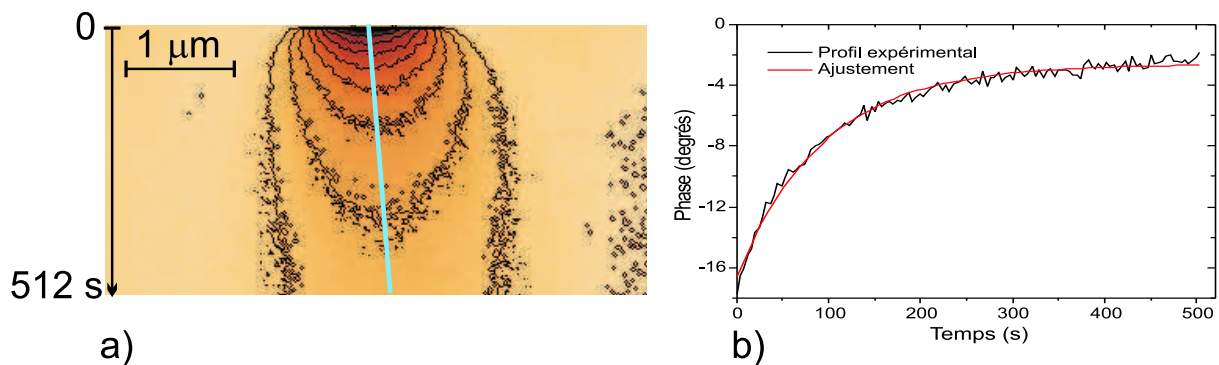 0
1 μm
512 s
a)
Phase (degrés)
0
-4
-8
-12
-16
Profil expérimental
Ajustement
0 100 200 300 400 500
Temps (s)
b)